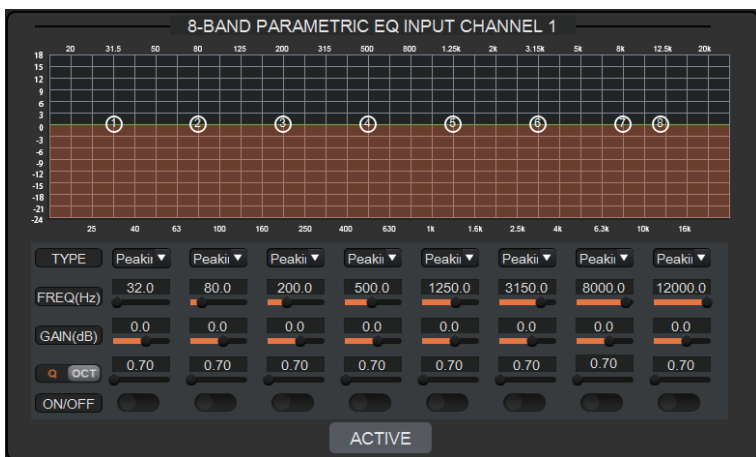 8-BAND PARAMETRIC EQ INPUT CHANNEL 1
20 31.5 50 80 125 200 315 500 800 1.25k 2k 3.15k 5k 8k 12.5k 20k
18
15
12
9
6
3
0
-3
-6
-9
-12
-15
-18
-21
-24
1 2 3 4 5 6 7 8
25 40 63 100 160 250 400 630 1k 1.6k 2.5k 4k 6.3k 10k 16k
TYPE Peakii Peakii Peakii Peakii Peakii Peakii Peakii Peakii
FREQ(Hz) 32.0 80.0 200.0 500.0 1250.0 3150.0 8000.0 12000.0
GAIN(dB) 0.0 0.0 0.0 0.0 0.0 0.0 0.0 0.0
Q OCT 0.70 0.70 0.70 0.70 0.70 0.70 0.70 0.70
ON/OFF
ACTIVE